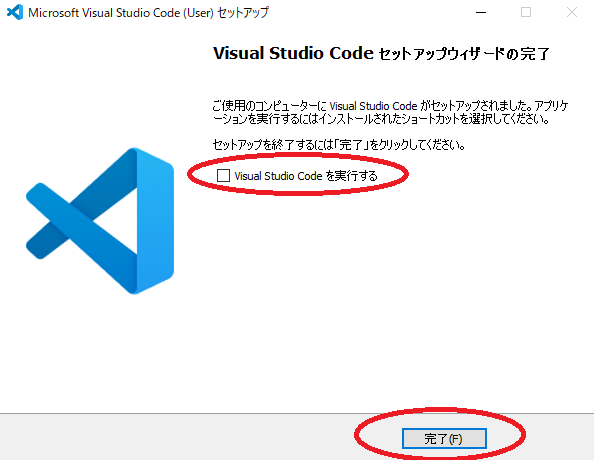 Microsoft Visual Studio Code (User) セットアップ
Visual Studio Code セットアップウィザードの完了
ご使用のコンピューターに Visual Studio Code がセットアップされました。アプリケ
ーションを実行するにはインストールされたショートカットを選択してください。
セットアップを終了するには「完了」をクリックしてください。
Visual Studio Code を実行する
完了(F)